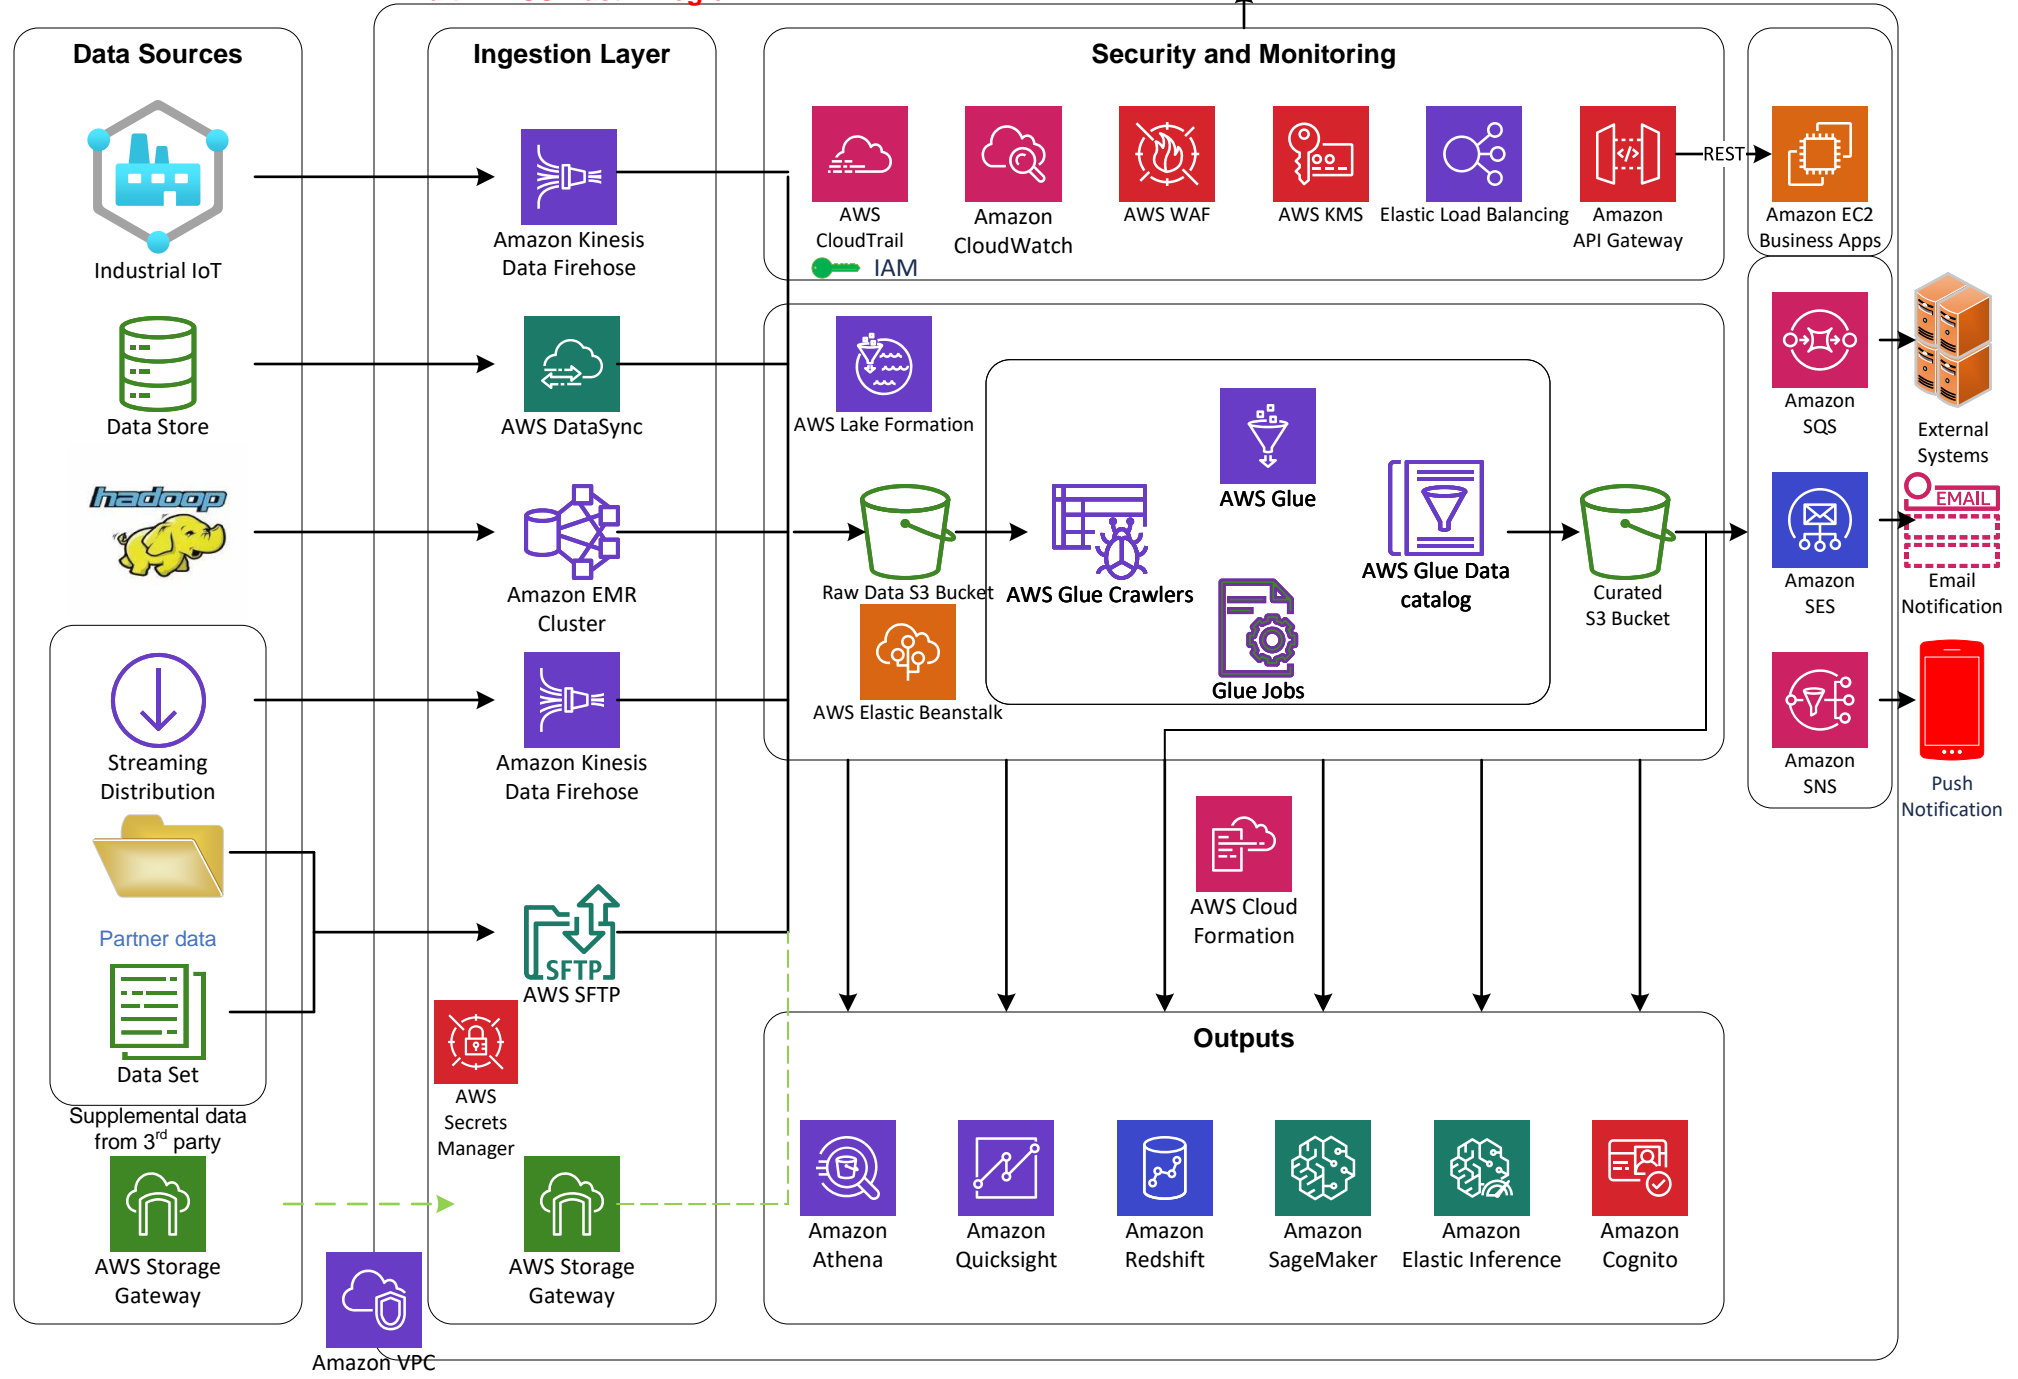 Data Sources
Industrial IoT
Data Store
hadoop
Streaming
Distribution
Partner data
Data Set
Supplemental data
from 3rd party
AWS Storage
Gateway
Amazon VPC
Ingestion Layer
Amazon Kinesis
Data Firehose
AWS DataSync
Amazon EMR
Cluster
Amazon Kinesis
Data Firehose
SFTP
AWS SFTP
AWS
Secrets
Manager
AWS Storage
Gateway
Security and Monitoring
AWS
CloudTrail
IAM
Amazon
CloudWatch
AWS WAF
AWS KMS
Elastic Load Balancing
Amazon
API Gateway
REST
Amazon EC2
Business Apps
AWS Lake Formation
Raw Data S3 Bucket
AWS Elastic Beanstalk
AWS Glue
AWS Glue Crawlers
Glue Jobs
AWS Glue Data
catalog
Curated
S3 Bucket
Amazon
SQS
Amazon
SES
Amazon
SNS
External
Systems
EMAIL
Email
Notification
Push
Notification
AWS Cloud
Formation
Outputs
Amazon
Athena
Amazon
Quicksight
Amazon
Redshift
Amazon
SageMaker
Amazon
Elastic Inference
Amazon
Cognito